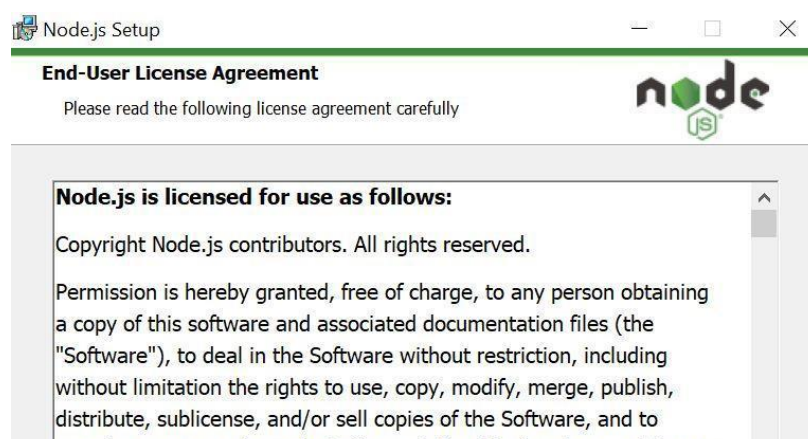 Node.js Setup
End-User License Agreement
Please read the following license agreement carefully
node
JS
Node.js is licensed for use as follows:
Copyright Node.js contributors. All rights reserved.
Permission is hereby granted, free of charge, to any person obtaining
a copy of this software and associated documentation files (the
"Software"), to deal in the Software without restriction, including
without limitation the rights to use, copy, modify, merge, publish,
distribute, sublicense, and/or sell copies of the Software, and to